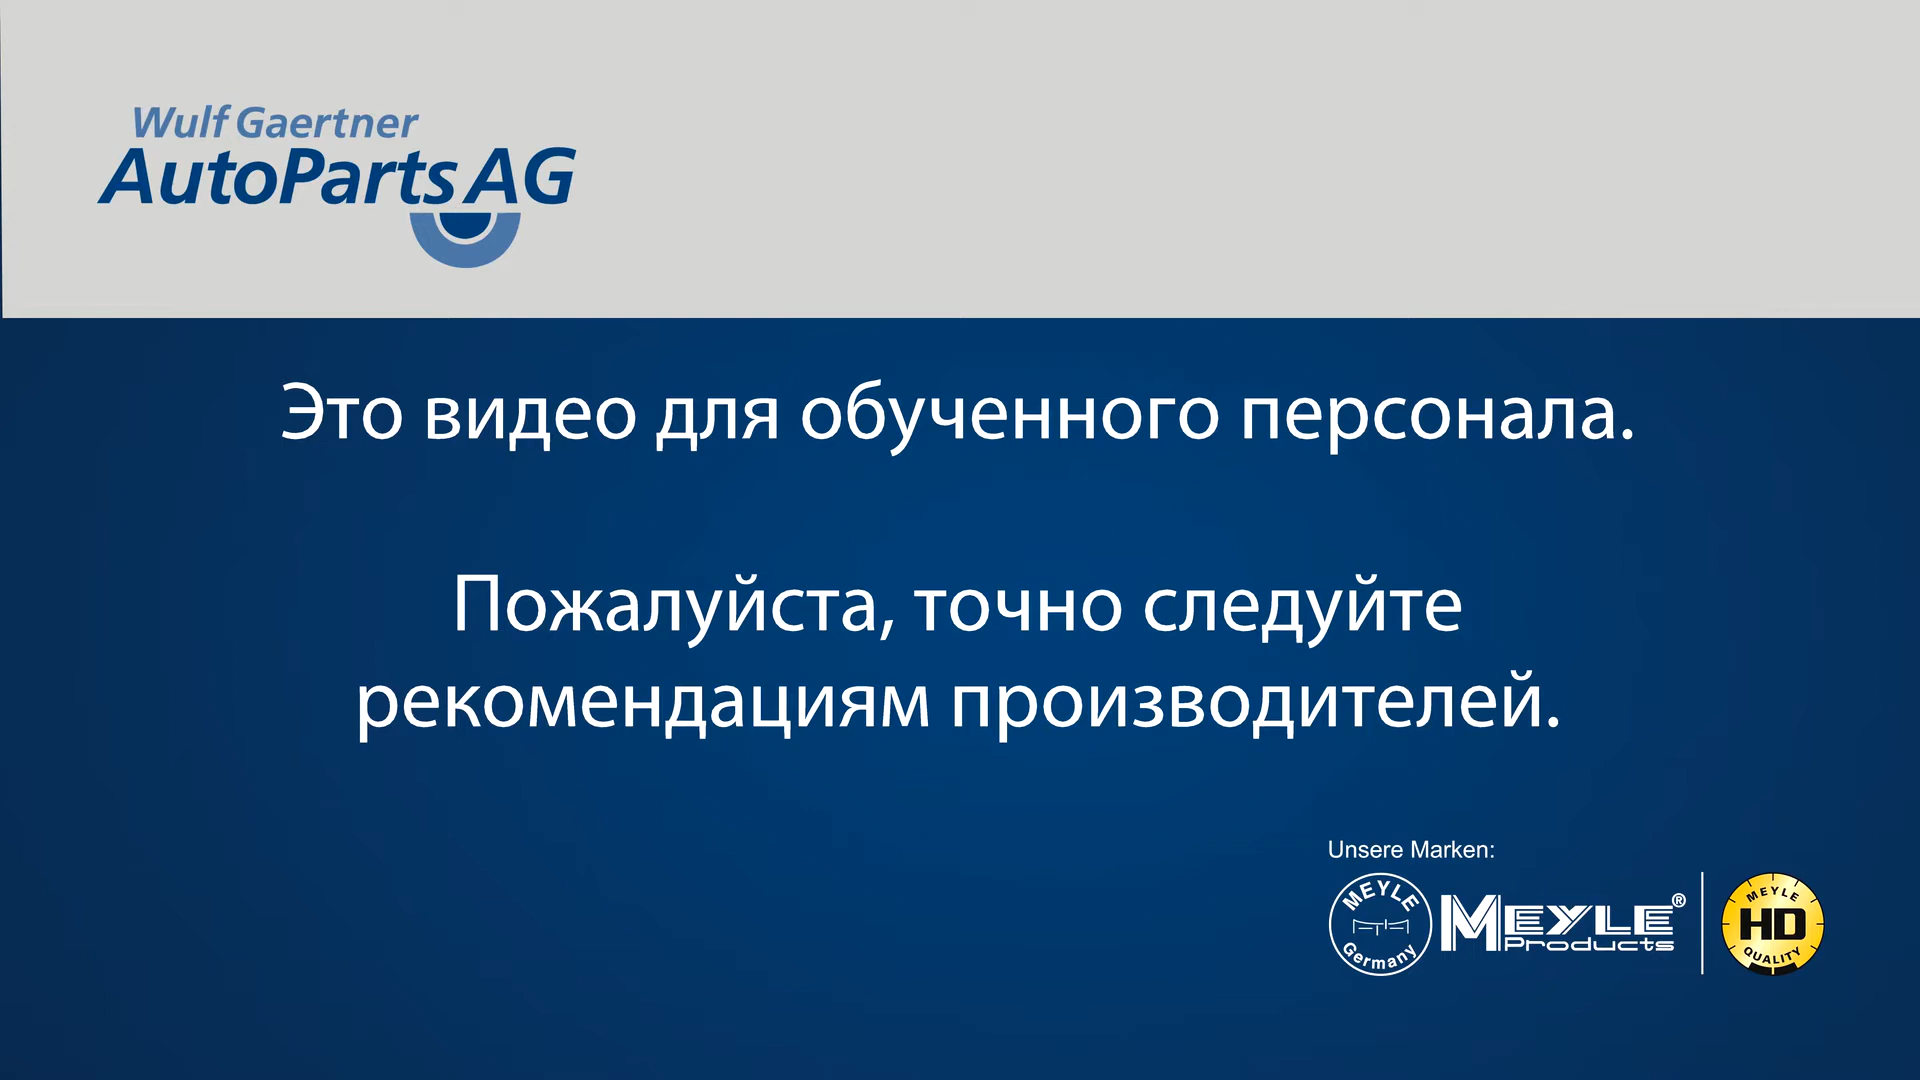 Wulf Gaertner
AutoParts AG
Это видео для обученного персонала.
Пожалуйста, точно следуйте
рекомендациям производителей.
Unsere Marken:
MEYLE
Germany
MEYLE®
Products
MEYLE
HD
QUALITY